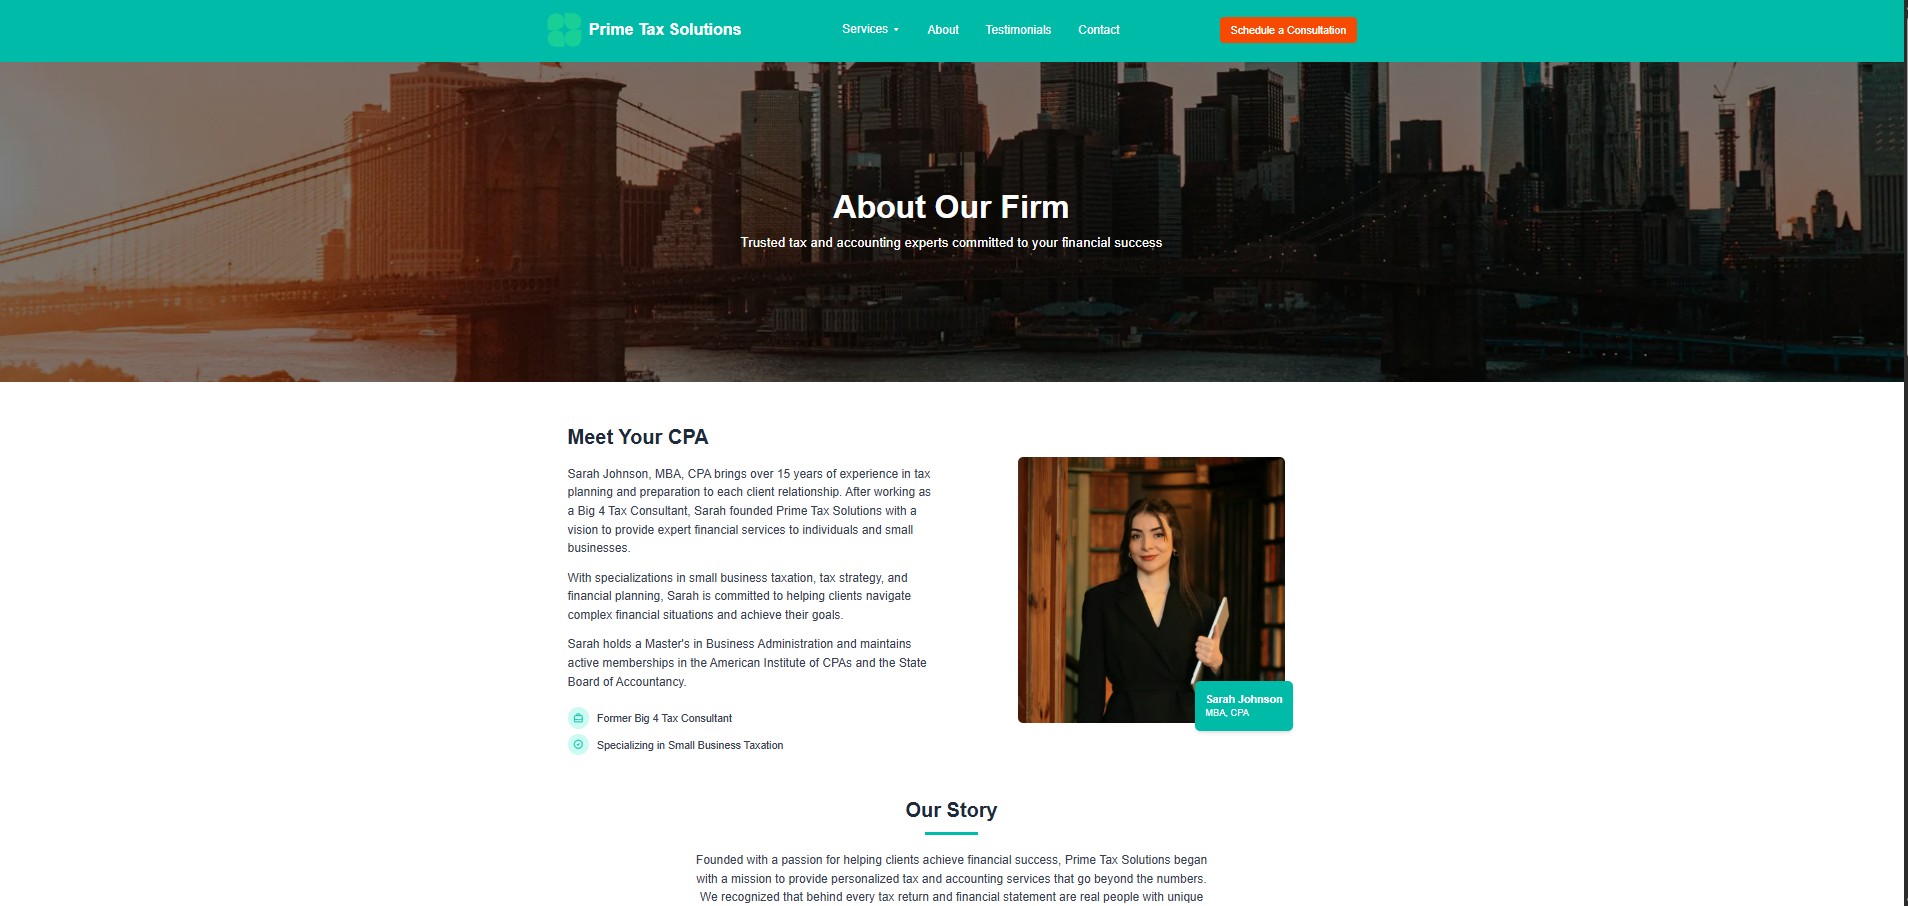 Prime Tax Solutions
Services
About
Testimonials
Contact
Schedule a Consultation
About Our Firm
Trusted tax and accounting experts committed to your financial success
Meet Your CPA
Sarah Johnson, MBA, CPA brings over 15 years of experience in tax
planning and preparation to each client relationship. After working as
a Big 4 Tax Consultant, Sarah founded Prime Tax Solutions with a
vision to provide expert financial services to individuals and small
businesses.
With specializations in small business taxation, tax strategy, and
financial planning, Sarah is committed to helping clients navigate
complex financial situations and achieve their goals.
Sarah holds a Master's in Business Administration and maintains
active memberships in the American Institute of CPAs and the State
Board of Accountancy.
Former Big 4 Tax Consultant
Specializing in Small Business Taxation
Sarah Johnson
MBA, CPA
Our Story
Founded with a passion for helping clients achieve financial success, Prime Tax Solutions began
with a mission to provide personalized tax and accounting services that go beyond the numbers.
We recognized that behind every tax return and financial statement are real people with unique